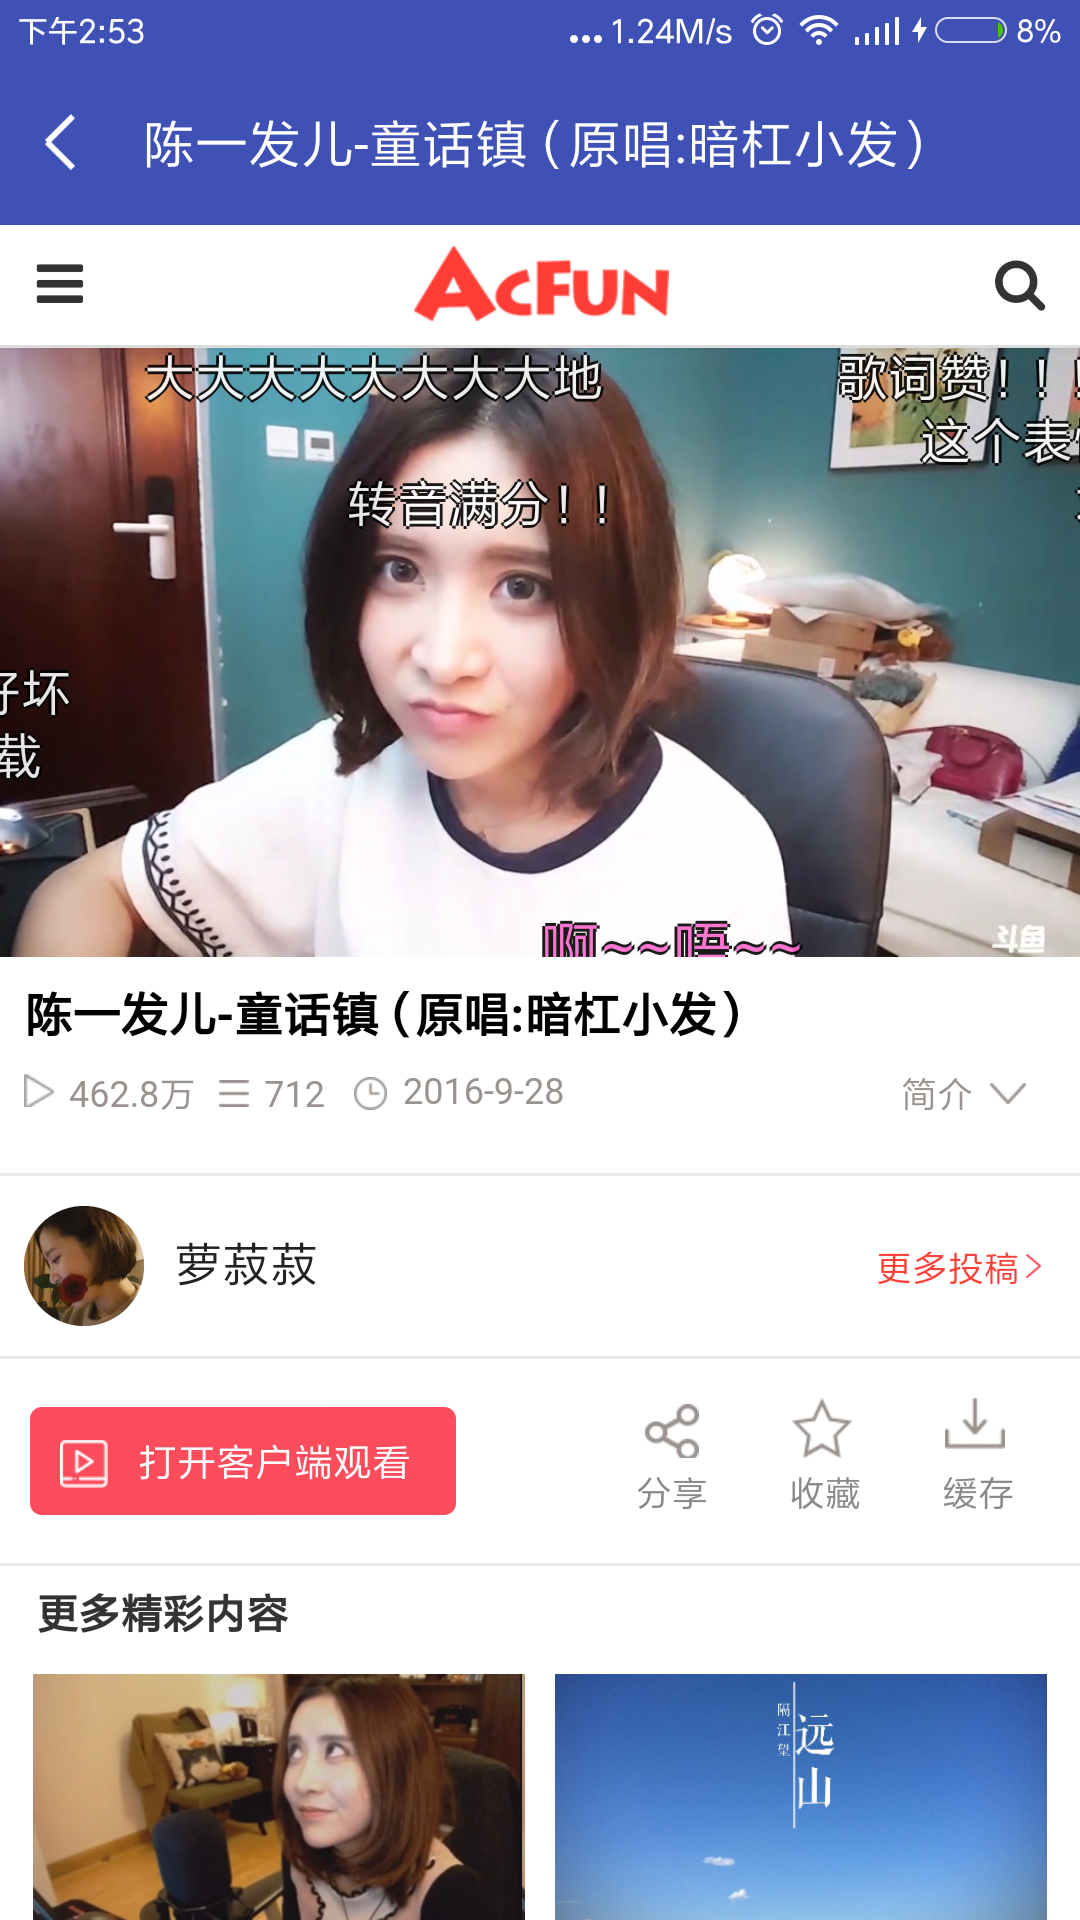 下午2:53
...1.24M/s
8%
陈一发儿-童话镇（原唱:暗杠小发）
ACFUN
大大大大大大大大地
歌词赞！！！
这个表
转音满分！！
好坏
载
啊~~唔~~
斗鱼
陈一发儿-童话镇（原唱:暗杠小发）
462.8万
712
2016-9-28
简介
萝菽菽
更多投稿
打开客户端观看
分享
收藏
缓存
更多精彩内容
隔江望
远山